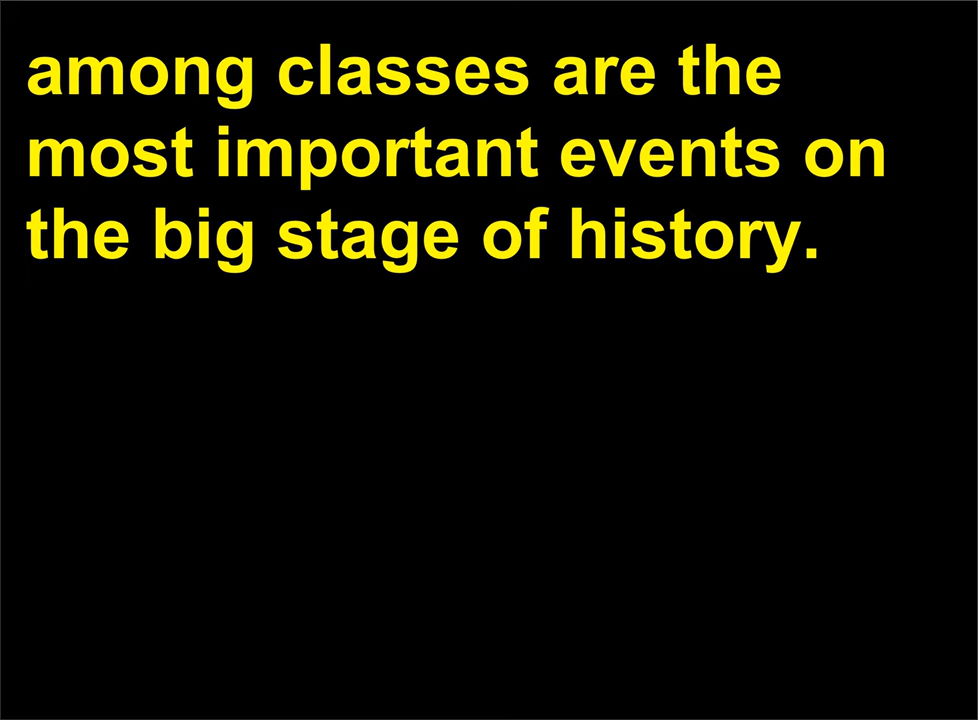 among classes are the
most important events on
the big stage of history.